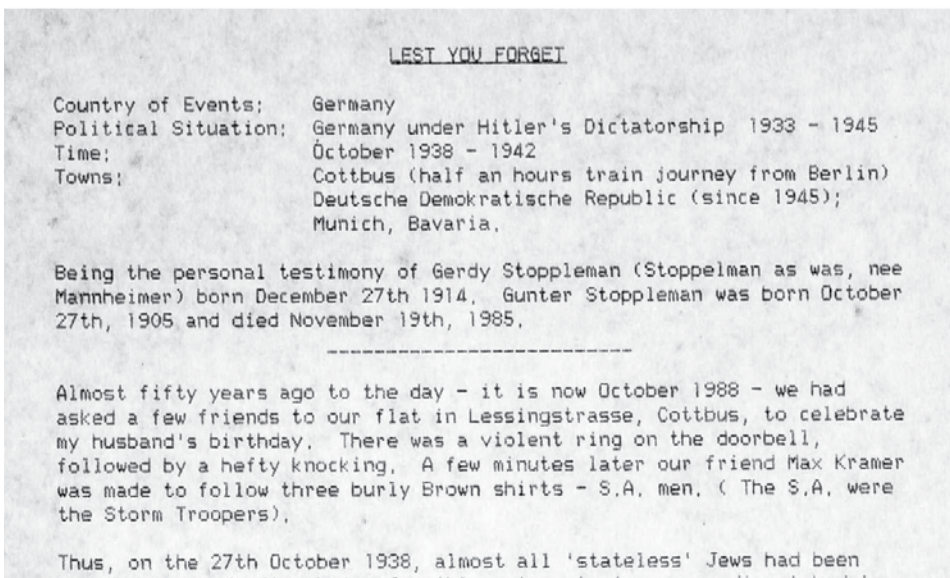 LEST YOU FORGET
Country of Events: Germany
Political Situation: Germany under Hitler's Dictatorship 1933 - 1945
Time: October 1938 - 1942
Towns: Cottbus (half an hours train journey from Berlin)
Deutsche Demokratische Republic (since 1945);
Munich, Bavaria.
Being the personal testimony of Gerdy Stoppleman (Stoppelman as was, nee
Mannheimer) born December 27th 1914. Gunter Stoppleman was born October
27th, 1905 and died November 19th, 1985.
--------------------------
Almost fifty years ago to the day - it is now October 1988 - we had
asked a few friends to our flat in Lessingstrasse, Cottbus, to celebrate
my husband's birthday. There was a violent ring on the doorbell,
followed by a hefty knocking. A few minutes later our friend Max Kramer
was made to follow three burly Brown shirts - S.A. men. ( The S.A. were
the Storm Troopers).
Thus, on the 27th October 1938, almost all 'stateless' Jews had been